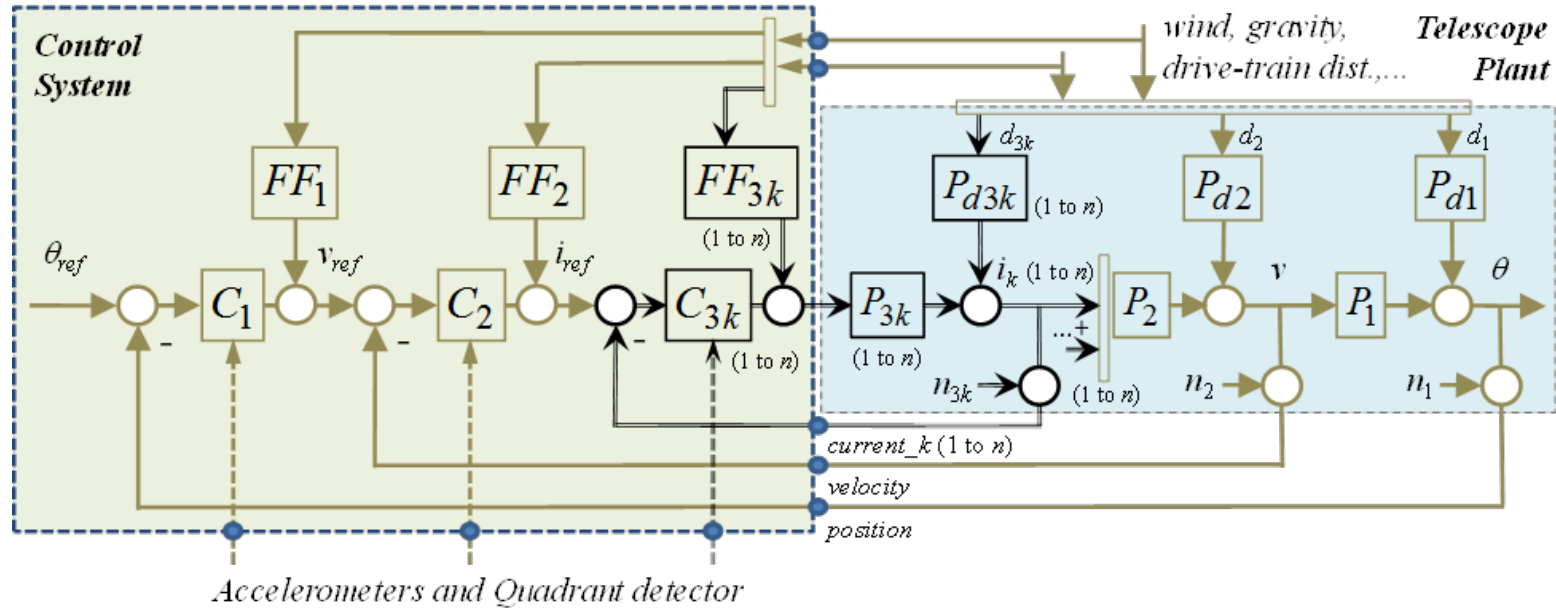 Control
System
wind, gravity,
drive-train dist.,...
Telescope
Plant
d3k
d2
d1
FF1
FF2
FF3k
(1 to n)
Pd3k
(1 to n)
Pd2
Pd1
θref
vref
iref
ik (1 to n)
v
θ
C1
C2
C3k
(1 to n)
P3k
(1 to n)
...+
P2
P1
-
-
-
n3k
(1 to n)
n2
n1
current_k (1 to n)
velocity
position
Accelerometers and Quadrant detector